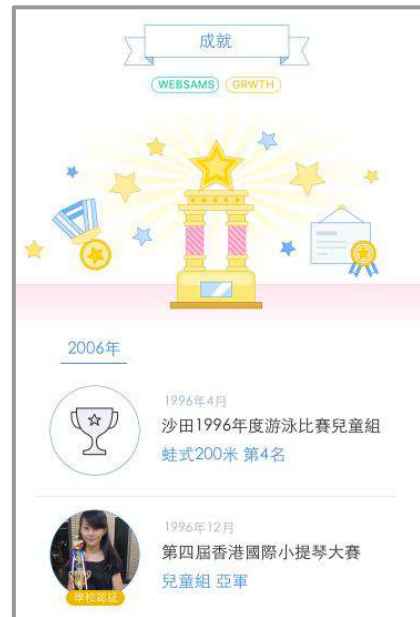 成就
WEBSAMS GRWTH
2006年
1996年4月
沙田1996年度游泳比賽兒童組
蛙式200米 第4名
1996年12月
第四屆香港國際小提琴大賽
兒童組 亞軍
學校認証